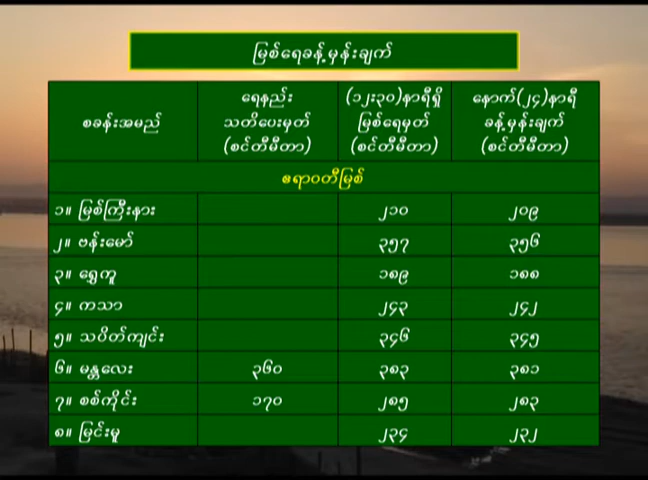 မြစ်ရေခန့်မှန်းချက်
စခန်းအမည် ရေနည်း သတိပေးမှတ် (စင်တီမီတာ) (၁၂း၃၀)နာရီရှိ မြစ်ရေမှတ် (စင်တီမီတာ) နောက်(၂၄)နာရီ ခန့်မှန်းချက် (စင်တီမီတာ)
ဧရာဝတီမြစ်
၁။ မြစ်ကြီးနား ၂၁၀ ၂၀၉
၂။ ဗန်းမော် ၃၅၇ ၃၅၆
၃။ ရွှေကူ ၁၈၉ ၁၈၈
၄။ ကသာ ၂၄၃ ၂၄၂
၅။ သပိတ်ကျင်း ၃၄၆ ၃၄၅
၆။ မန္တလေး ၃၆၀ ၃၈၃ ၃၈၁
၇။ စစ်ကိုင်း ၁၇၀ ၂၈၅ ၂၈၃
၈။ မြင်းမူ ၂၃၄ ၂၃၂